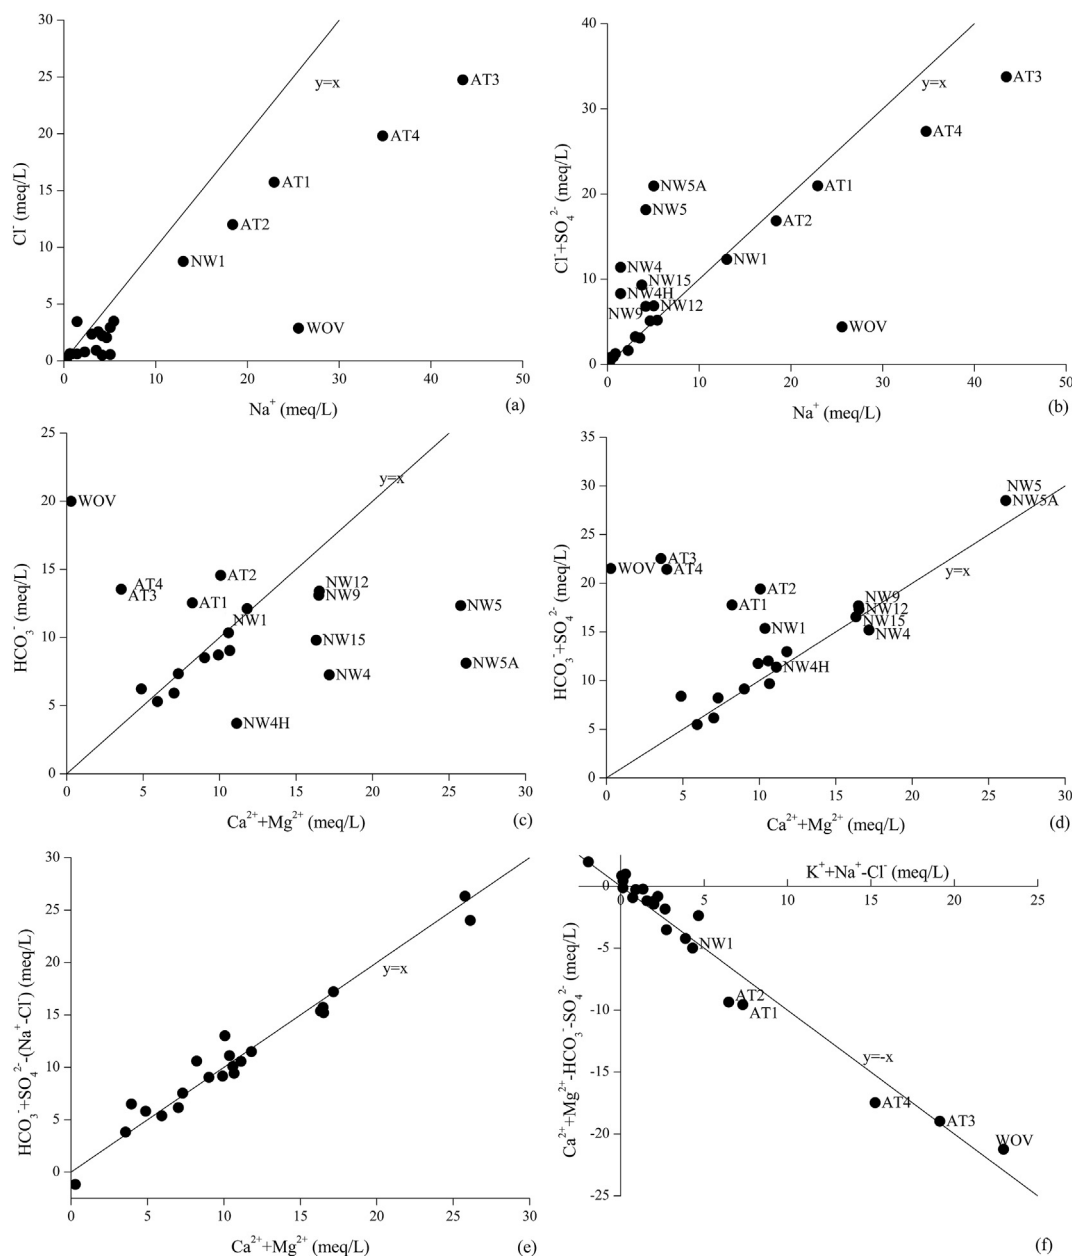 30
25
20
15
10
5
0
Cl⁻ (meq/L)
y=x
AT3
AT4
AT1
AT2
NW1
WOV
0 10 20 30 40 50
Na⁺ (meq/L)
(a)
40
30
20
10
0
Cl⁻+SO₄²⁻ (meq/L)
y=x
AT3
AT4
NW5A
AT1
NW5
AT2
NW1
NW4
NW15
NW4H
NW12
NW9
WOV
0 10 20 30 40 50
Na⁺ (meq/L)
(b)
25
20
15
10
5
0
HCO₃⁻ (meq/L)
y=x
WOV
AT4
AT3
AT2
AT1
NW1
NW12
NW9
NW5
NW15
NW4
NW5A
NW4H
0 5 10 15 20 25 30
Ca²⁺+Mg²⁺ (meq/L)
(c)
35
30
25
20
15
10
5
0
HCO₃⁻+SO₄²⁻ (meq/L)
NW5
NW5A
y=x
AT3
WOV
AT4
AT2
AT1
NW9
NW12
NW15
NW1
NW4
NW4H
0 5 10 15 20 25 30
Ca²⁺+Mg²⁺ (meq/L)
(d)
30
25
20
15
10
5
0
HCO₃⁻+SO₄²⁻-(Na⁺-Cl⁻) (meq/L)
y=x
0 5 10 15 20 25 30
Ca²⁺+Mg²⁺ (meq/L)
(e)
K⁺+Na⁺-Cl⁻ (meq/L)
0 5 10 15 20 25
0
-5
-10
-15
-20
-25
Ca²⁺+Mg²⁺-HCO₃⁻-SO₄²⁻ (meq/L)
NW1
AT2
AT1
y=-x
AT4
AT3
WOV
(f)